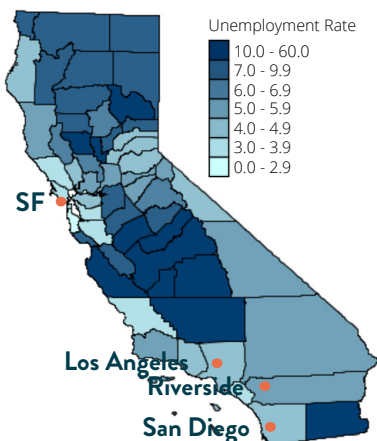 Unemployment Rate
10.0 - 60.0
7.0 - 9.9
6.0 - 6.9
5.0 - 5.9
4.0 - 4.9
3.0 - 3.9
0.0 - 2.9
SF
Los Angeles
Riverside
San Diego